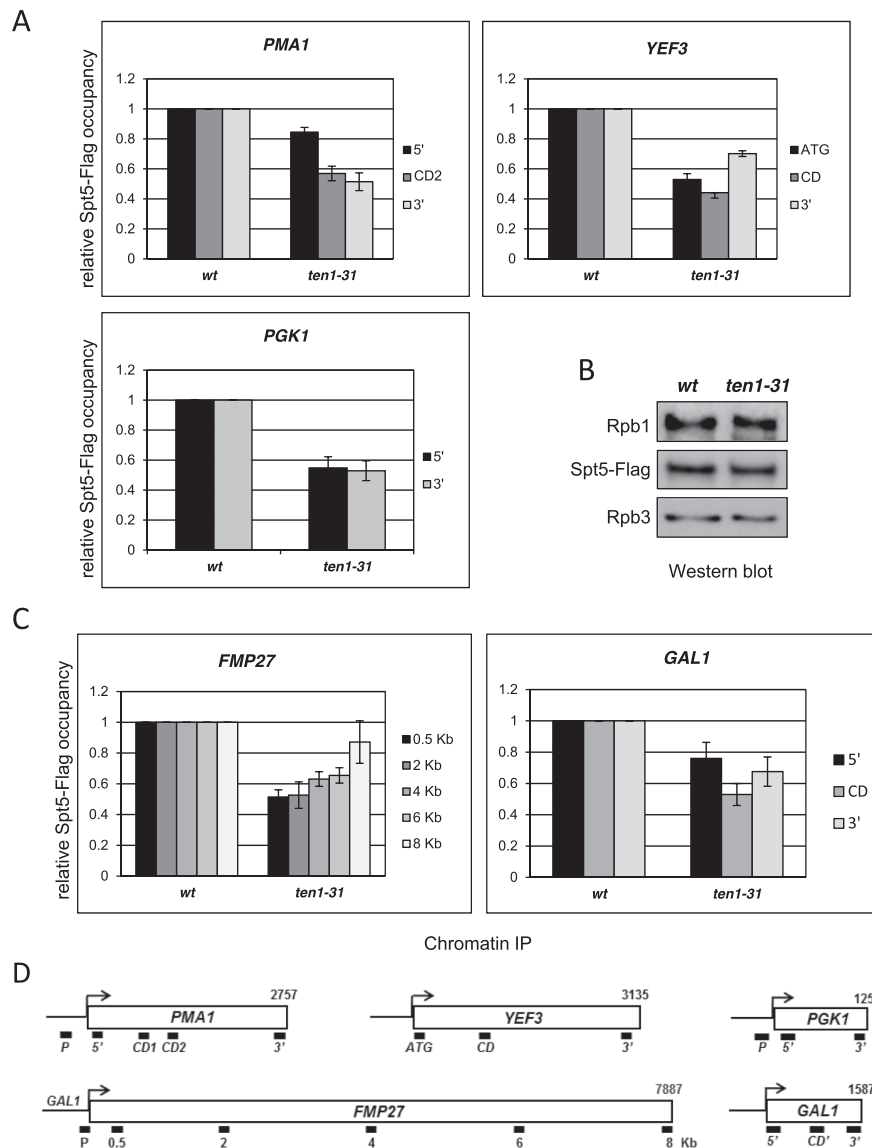 A
PMA1
relative Spt5-Flag occupancy
1.2
1
0.8
0.6
0.4
0.2
0
wt
ten1-31
5'
CD2
3'
YEF3
1.2
1
0.8
0.6
0.4
0.2
0
wt
ten1-31
ATG
CD
3'
PGK1
relative Spt5-Flag occupancy
1.2
1
0.8
0.6
0.4
0.2
0
wt
ten1-31
5'
3'
B
wt ten1-31
Rpb1
Spt5-Flag
Rpb3
Western blot
C
FMP27
relative Spt5-Flag occupancy
1.2
1
0.8
0.6
0.4
0.2
0
wt
ten1-31
0.5 Kb
2 Kb
4 Kb
6 Kb
8 Kb
GAL1
1.2
1
0.8
0.6
0.4
0.2
0
wt
ten1-31
5'
CD
3'
Chromatin IP
D
2757
PMA1
P 5' CD1 CD2 3'
3135
YEF3
ATG CD 3'
125
PGK1
P 5' 3'
GAL1
7887
FMP27
P 0.5 2 4 6 8 Kb
1587
GAL1
5' CD' 3'